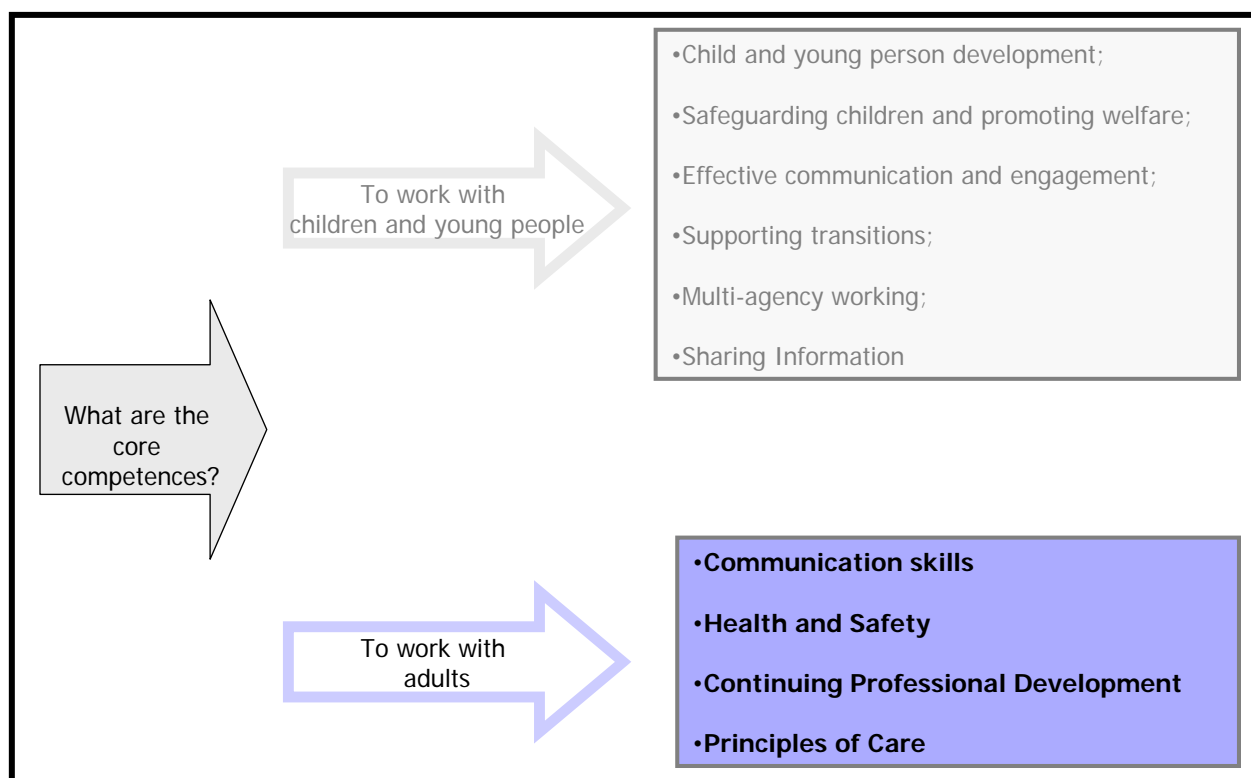 What are the
core
competences?
To work with
children and young people
•Child and young person development;
•Safeguarding children and promoting welfare;
•Effective communication and engagement;
•Supporting transitions;
•Multi-agency working;
•Sharing Information
To work with
adults
•Communication skills
•Health and Safety
•Continuing Professional Development
•Principles of Care